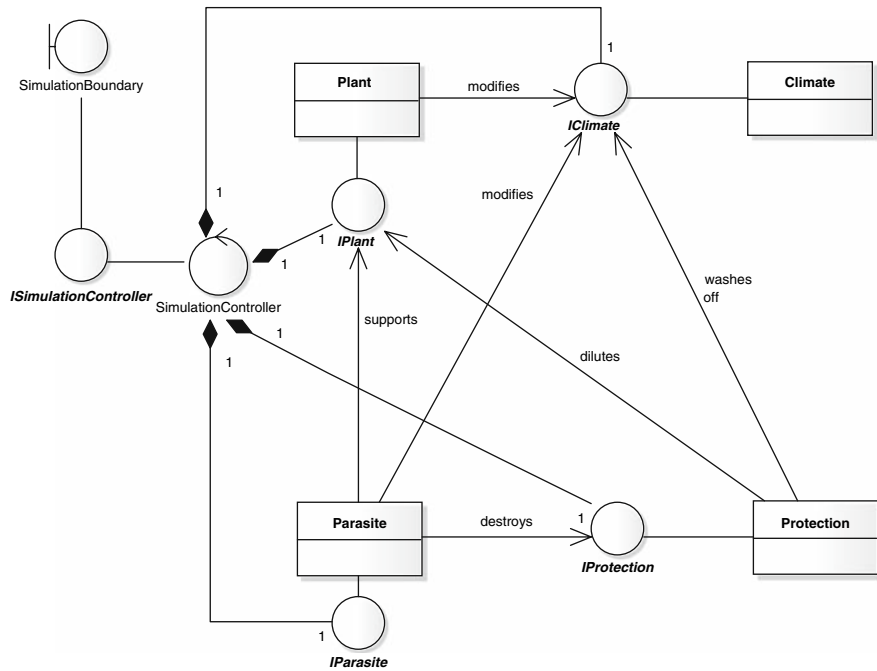 1
SimulationBoundary
Plant
modifies
Climate
IClimate
1
modifies
1
1
IPlant
ISimulationController
SimulationController
washes
off
1
supports
1
dilutes
Parasite
destroys
1
Protection
IProtection
1
IParasite